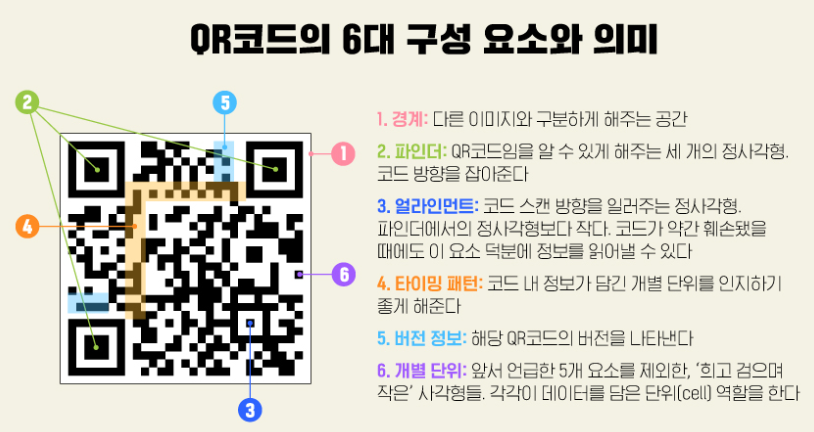 QR코드의 6대 구성 요소와 의미
2
5
1
4
6
3
1. 경계: 다른 이미지와 구분하게 해주는 공간
2. 파인더: QR코드임을 알 수 있게 해주는 세 개의 정사각형.
코드 방향을 잡아준다
3. 얼라인먼트: 코드 스캔 방향을 일러주는 정사각형.
파인더에서의 정사각형보다 작다. 코드가 약간 훼손됐을
때에도 이 요소 덕분에 정보를 읽어낼 수 있다
4. 타이밍 패턴: 코드 내 정보가 담긴 개별 단위를 인지하기
좋게 해준다
5. 버전 정보: 해당 QR코드의 버전을 나타낸다
6. 개별 단위: 앞서 언급한 5개 요소를 제외한, ‘희고 검으며
작은’ 사각형들. 각각이 데이터를 담은 단위(cell) 역할을 한다